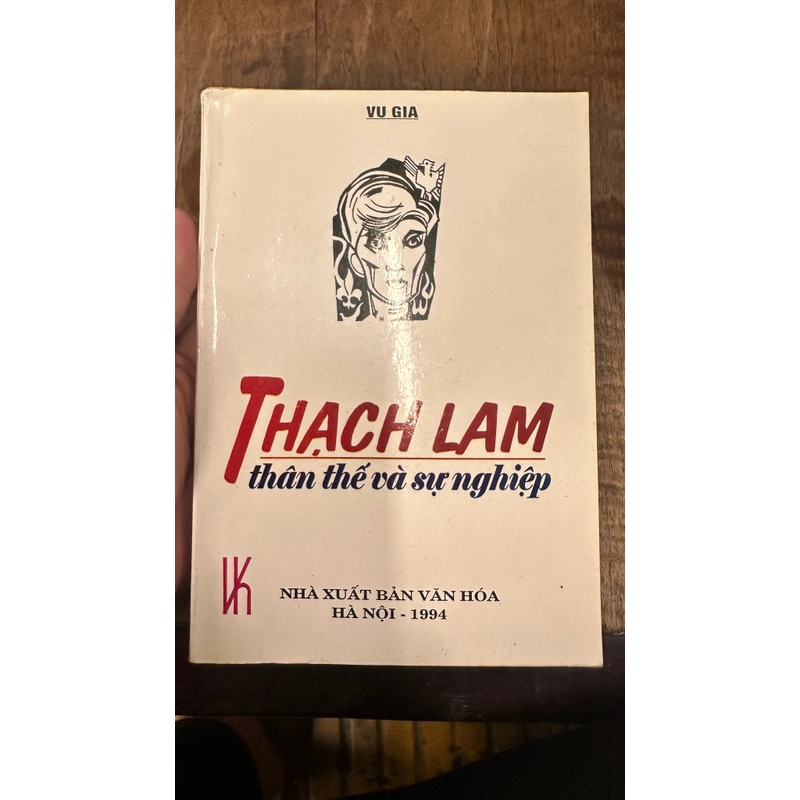 VU GIA
THẠCH LAM
thân thế và sự nghiệp
NHÀ XUẤT BẢN VĂN HÓA
HÀ NỘI - 1994